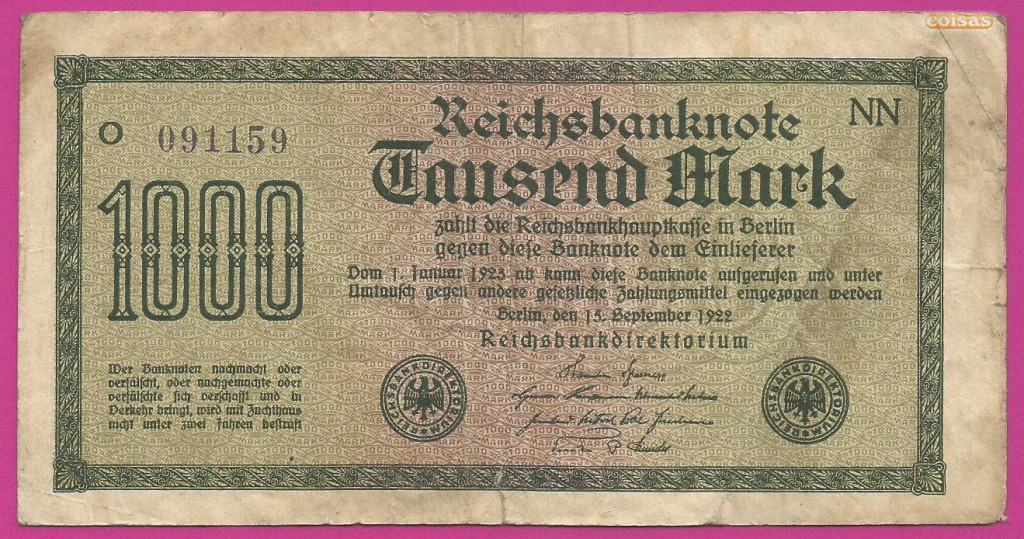 coisas
O 091159
NN
Reichsbanknote
Tausend Mark
1000
zahlt die Reichsbankhauptkasse in Berlin
gegen diese Banknote dem Einlieferer
Vom 1. Januar 1923 ab kann diese Banknote aufgerufen und unter
Umtausch gegen andere gesetzliche Zahlungsmittel eingezogen werden
Berlin, den 15. September 1922
Reichsbankdirektorium
Wer Banknoten nachmacht oder
verfälscht, oder nachgemachte oder
verfälschte sich verschafft und in
Verkehr bringt, wird mit Zuchthaus
nicht unter zwei Jahren bestraft
REICHSBANKDIREKTORIUM
REICHSBANKDIREKTORIUM